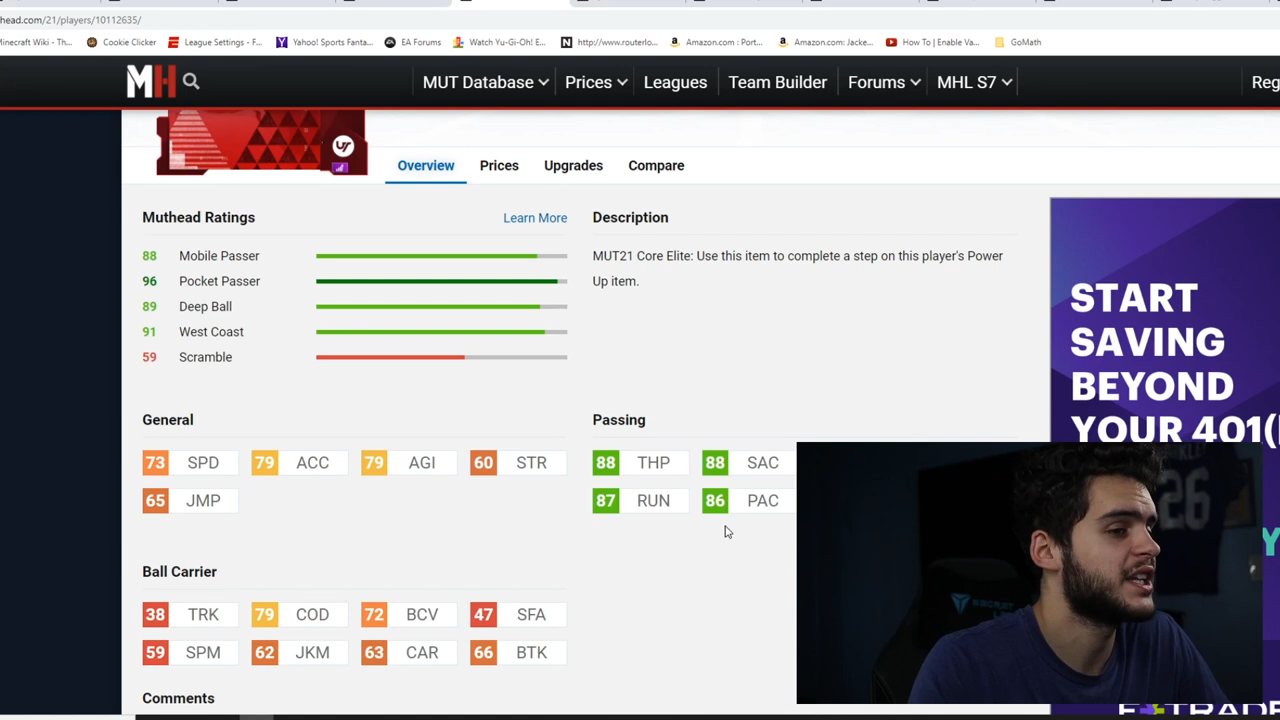 head.com/21/players/10112635/
Minecraft Wiki - Th... Cookie Clicker League Settings - F... Yahoo! Sports Fanta... EA Forums Watch Yu-Gi-Oh! E... http://www.routerlo... Amazon.com : Port... Amazon.com: Jacke... How To | Enable Va... GoMath
MH MUT Database Prices Leagues Team Builder Forums MHL S7 Reg
UT
Overview Prices Upgrades Compare
Muthead Ratings Learn More
88 Mobile Passer
96 Pocket Passer
89 Deep Ball
91 West Coast
59 Scramble
Description
MUT21 Core Elite: Use this item to complete a step on this player's Power
Up item.
General
73 SPD 79 ACC 79 AGI 60 STR
65 JMP
Passing
88 THP 88 SAC
87 RUN 86 PAC
Ball Carrier
38 TRK 79 COD 72 BCV 47 SFA
59 SPM 62 JKM 63 CAR 66 BTK
Comments
START
SAVING
BEYOND
YOUR 401(
26